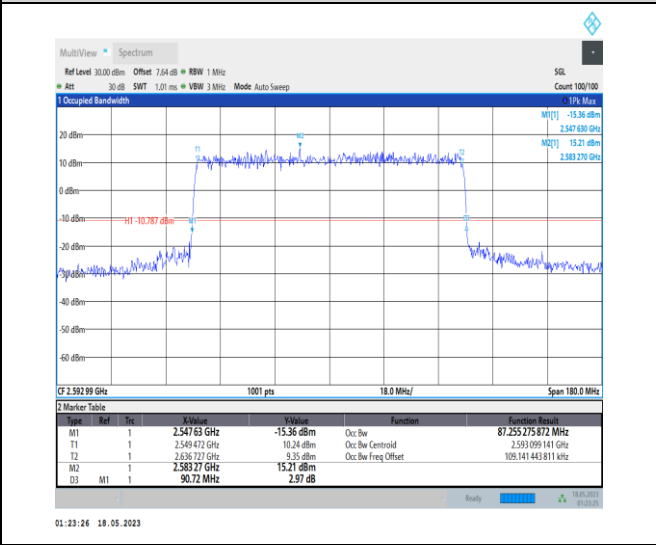 MultiView Spectrum
Ref Level 30.00 dBm Offset 7.64 dB RBW 1 MHz SGL
Att 30 dB SWT 1.01 ms VBW 3 MHz Mode Auto Sweep Count 100/100
1 Occupied Bandwidth 1Pk Max
M1[1] -15.36 dBm
2.547 630 GHz
M2[1] 15.21 dBm
2.583 270 GHz
20 dBm
M2
T1
T2
10 dBm
0 dBm
-10 dBm
H1 -10.787 dBm
M1
D3
-20 dBm
-30 dBm
-40 dBm
-50 dBm
-60 dBm
CF 2.592 99 GHz 1001 pts 18.0 MHz/ Span 180.0 MHz
2 Marker Table
Type Ref Trc X-Value Y-Value Function Function Result
M1 1 2.547 63 GHz -15.36 dBm Occ Bw 87.255 275 872 MHz
T1 1 2.549 472 GHz 10.24 dBm Occ Bw Centroid 2.593 099 141 GHz
T2 1 2.636 727 GHz 9.35 dBm Occ Bw Freq Offset 109.141 443 811 kHz
M2 1 2.583 27 GHz 15.21 dBm
D3 M1 1 90.72 MHz 2.97 dB
Ready 18.05.2023
01:23:25
01:23:26 18.05.2023